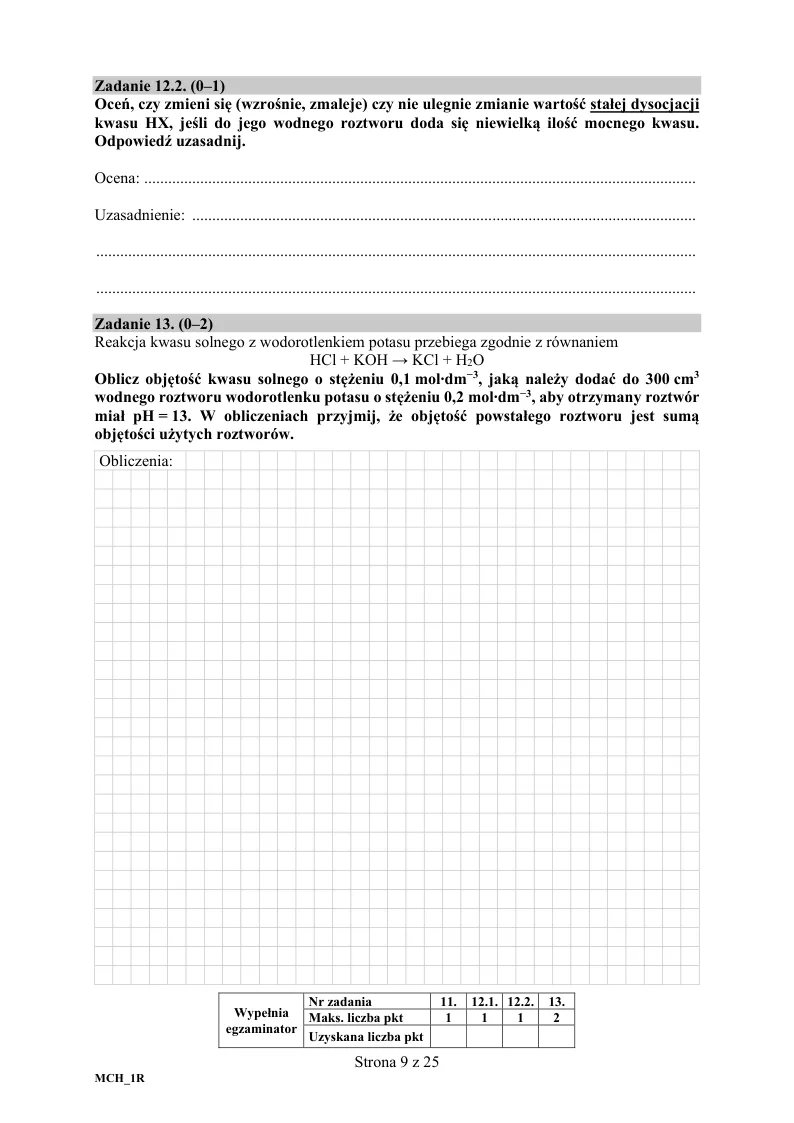 Zadanie 12.2. (0–1)
Oceń, czy zmieni się (wzrośnie, zmaleje) czy nie ulegnie zmianie wartość stałej dysocjacji
kwasu HX, jeśli do jego wodnego roztworu doda się niewielką ilość mocnego kwasu.
Odpowiedź uzasadnij.
Ocena: ..........................................................................................................................................
Uzasadnienie: ..............................................................................................................................
......................................................................................................................................................
......................................................................................................................................................
Zadanie 13. (0–2)
Reakcja kwasu solnego z wodorotlenkiem potasu przebiega zgodnie z równaniem
HCl + KOH → KCl + H₂O
Oblicz objętość kwasu solnego o stężeniu 0,1 mol·dm⁻³, jaką należy dodać do 300 cm³
wodnego roztworu wodorotlenku potasu o stężeniu 0,2 mol·dm⁻³, aby otrzymany roztwór
miał pH = 13. W obliczeniach przyjmij, że objętość powstałego roztworu jest sumą
objętości użytych roztworów.
Obliczenia:
Wypełnia egzaminator
Nr zadania 11. 12.1. 12.2. 13.
Maks. liczba pkt 1 1 1 2
Uzyskana liczba pkt
Strona 9 z 25
MCH_1R